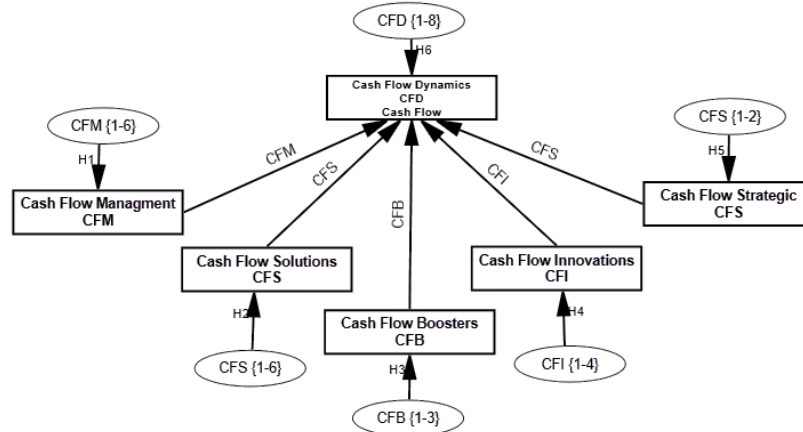 CFD {1-8}
H6
Cash Flow Dynamics
CFD
Cash Flow
CFM {1-6}
H1
Cash Flow Managment
CFM
CFM
CFS
CFB
CFI
CFS
CFS {1-2}
H5
Cash Flow Strategic
CFS
Cash Flow Solutions
CFS
H2
CFS {1-6}
Cash Flow Boosters
CFB
H3
CFB {1-3}
Cash Flow Innovations
CFI
H4
CFI {1-4}